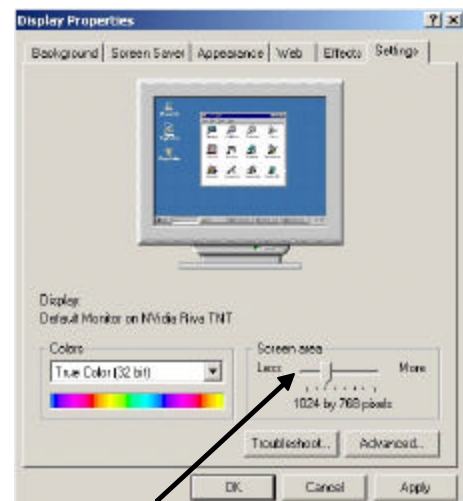 Display Properties
? x
Background Screen Saver Appearance Web Effects Settings
Display:
Default Monitor on NVidia Riva TNT
Colors
True Color (32 bit)
Screen area
Less More
1024 by 768 pixels
Troubleshoot... Advanced...
OK Cancel Apply